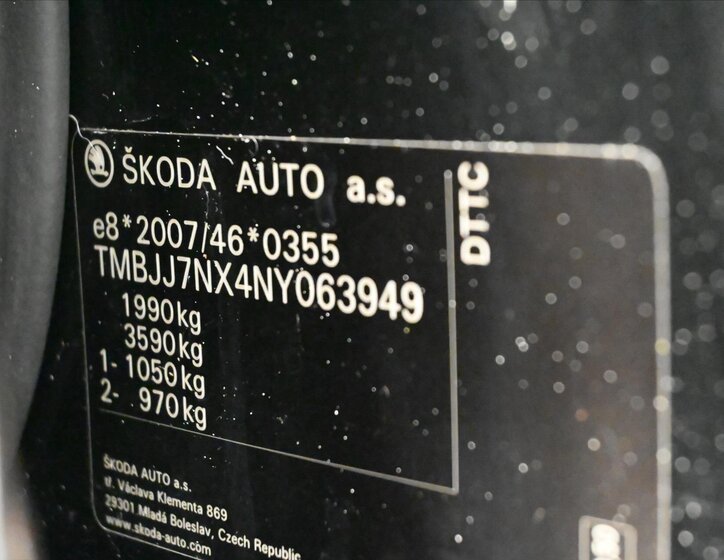 ŠKODA AUTO a.s.
e8*2007/46*0355
TMBJJ7NX4NY063949
1990kg
3590kg
1- 1050kg
2- 970kg
DTTC
ŠKODA AUTO a.s.
tř. Václava Klementa 869
29301 Mladá Boleslav, Czech Republic
www.skoda-auto.com